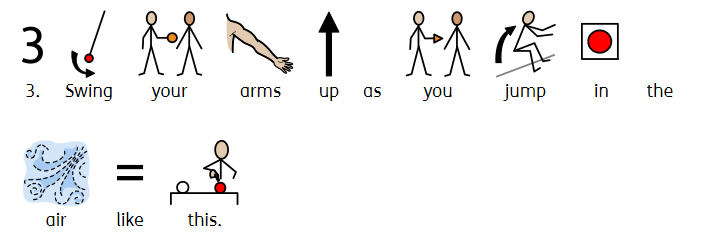 3
3. Swing your arms up as you jump in the
air like this.